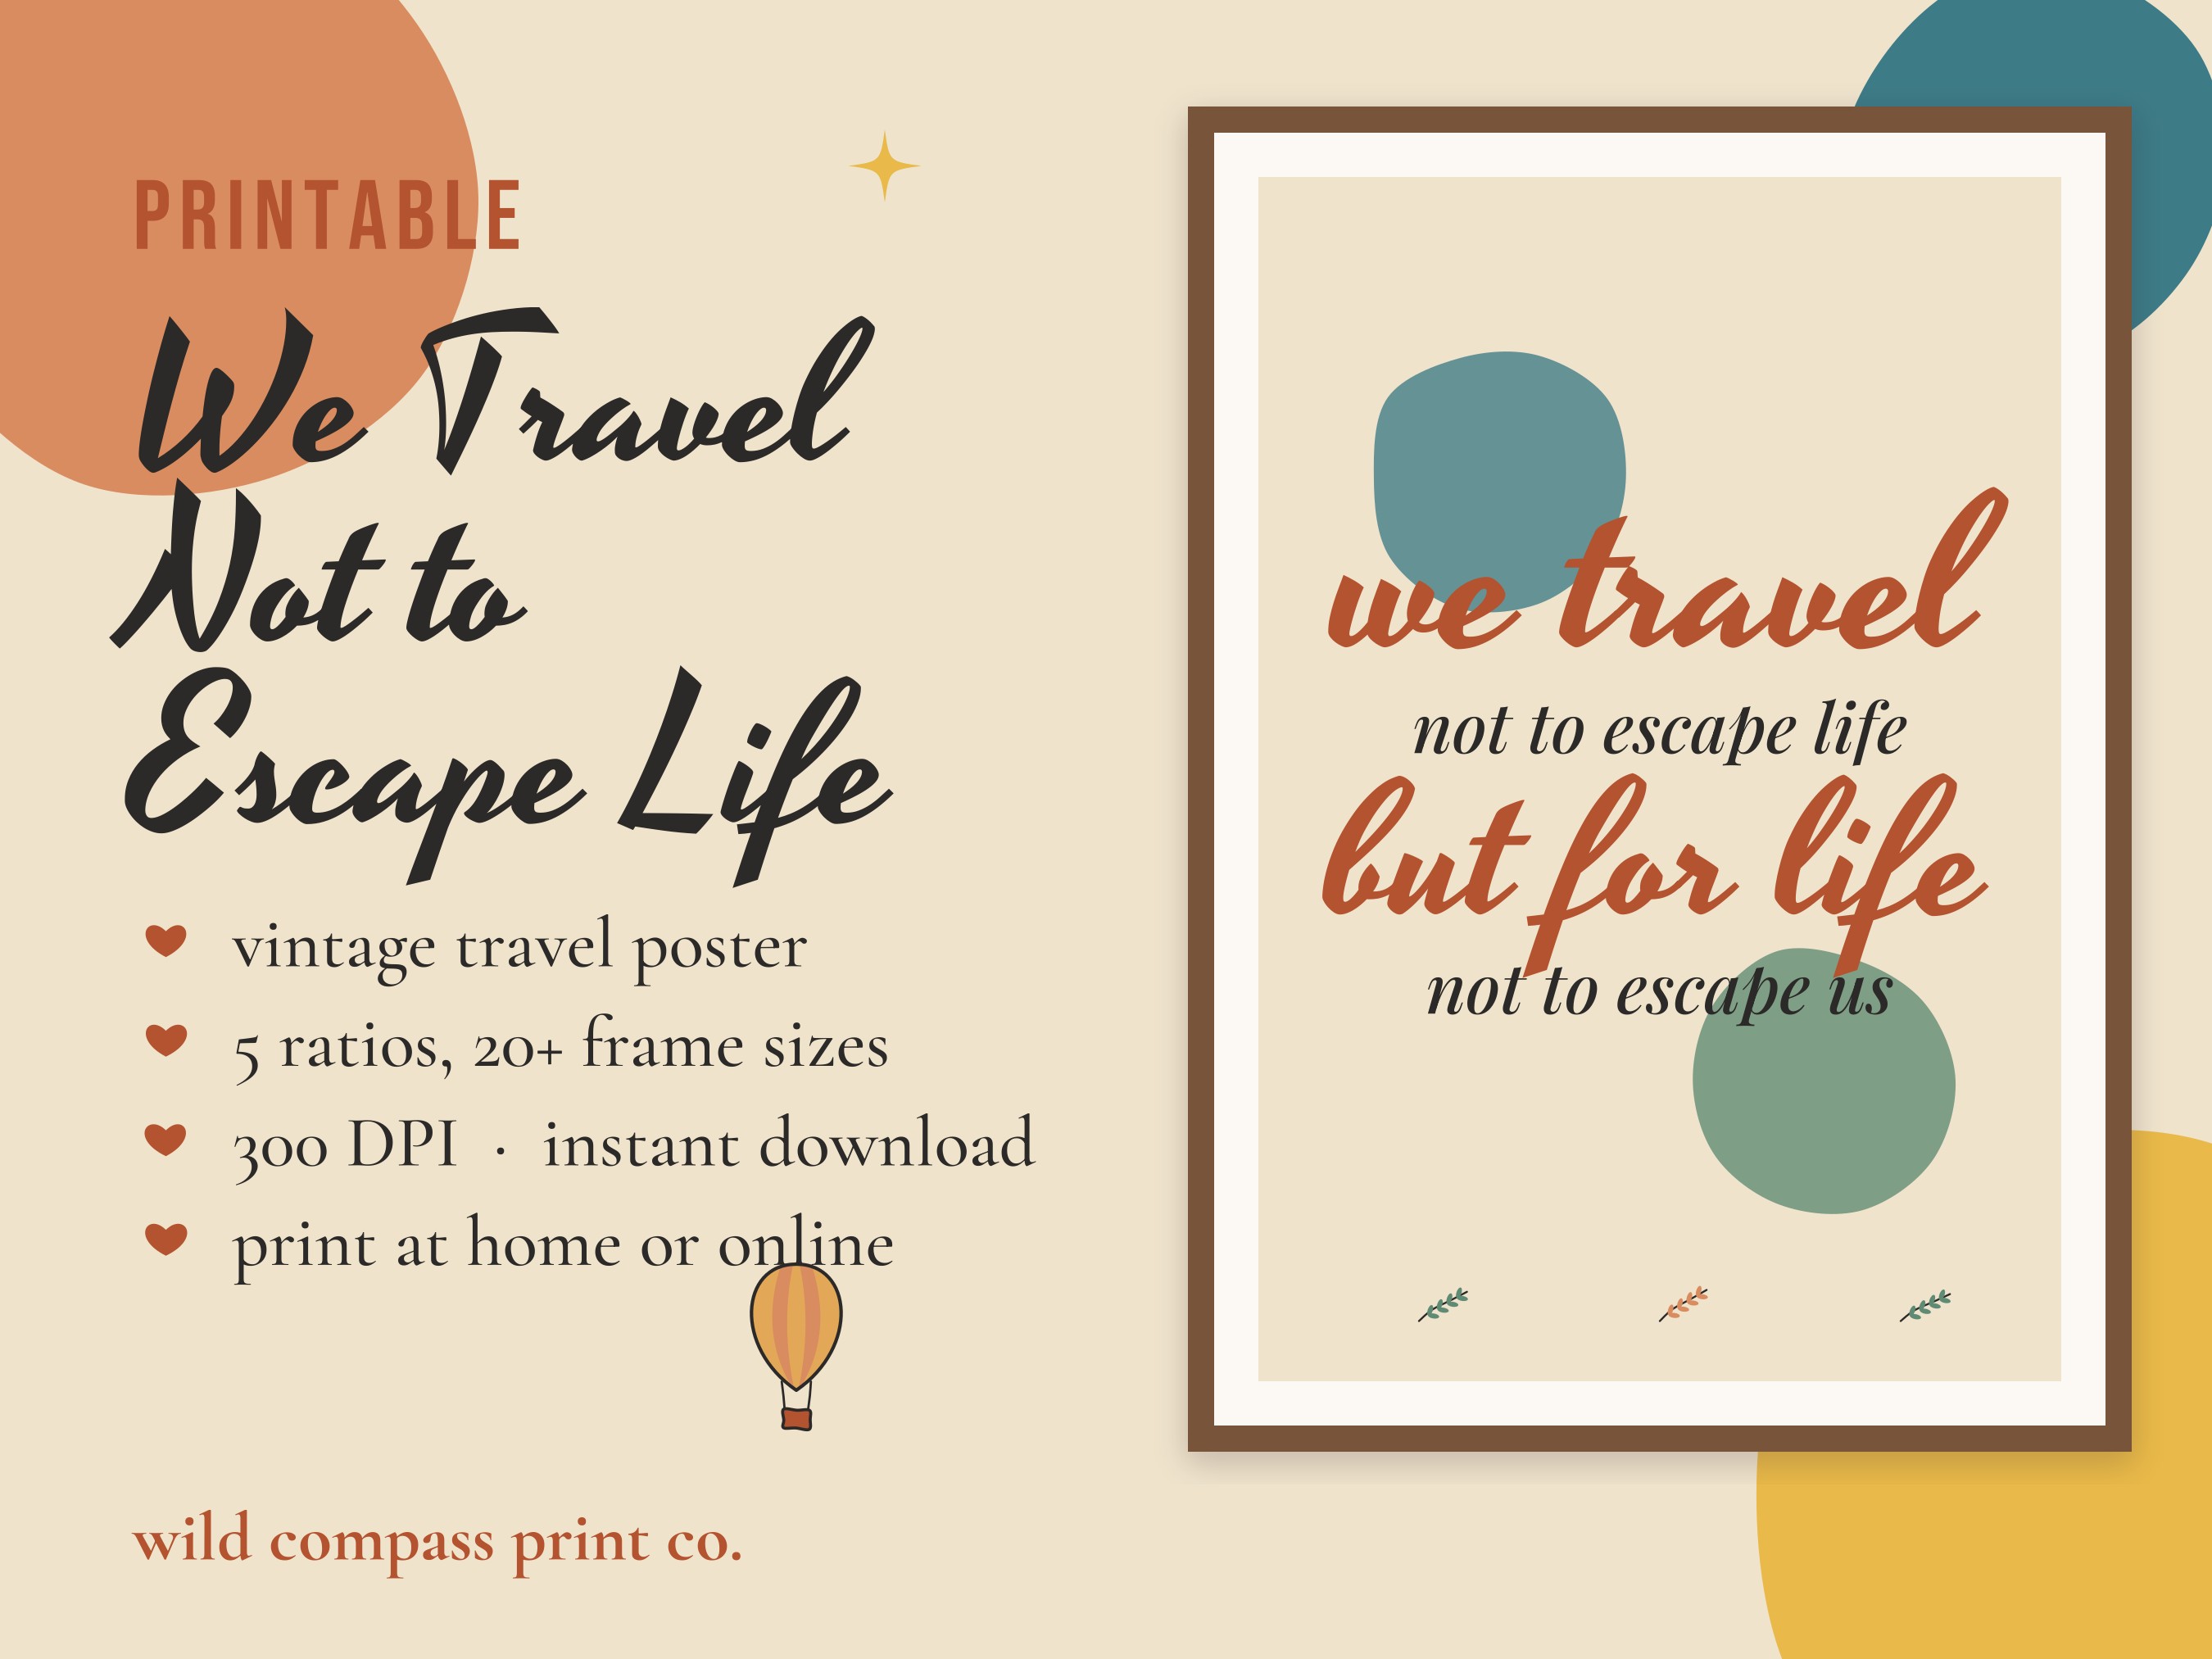 PRINTABLE
We Travel
Not to
Escape Life
vintage travel poster
5 ratios, 20+ frame sizes
300 DPI · instant download
print at home or online
wild compass print co.
we travel
not to escape life
but for life
not to escape us